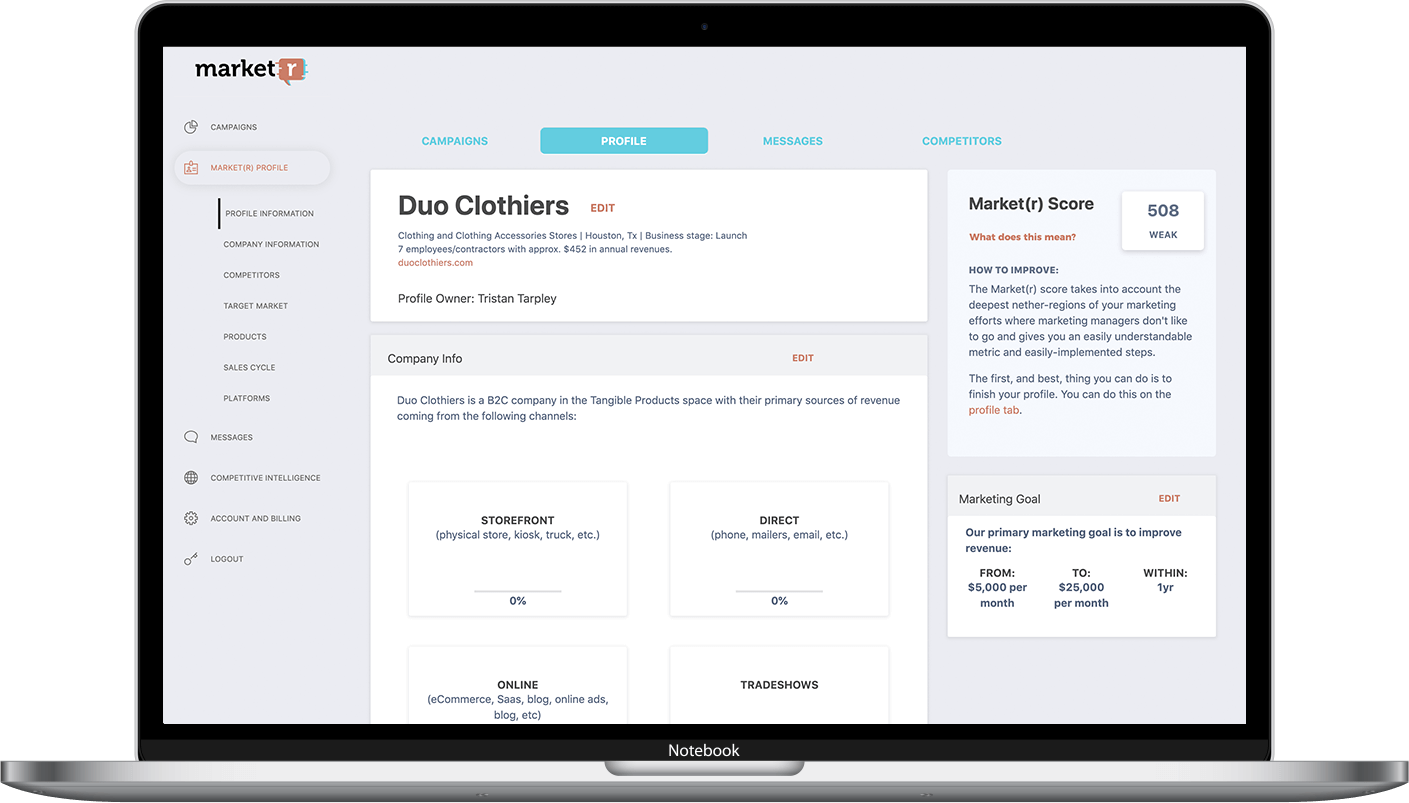 marketr
CAMPAIGNS
MARKET(R) PROFILE
PROFILE INFORMATION
COMPANY INFORMATION
COMPETITORS
TARGET MARKET
PRODUCTS
SALES CYCLE
PLATFORMS
MESSAGES
COMPETITIVE INTELLIGENCE
ACCOUNT AND BILLING
LOGOUT
CAMPAIGNS PROFILE MESSAGES COMPETITORS
Duo Clothiers EDIT
Clothing and Clothing Accessories Stores | Houston, Tx | Business stage: Launch
7 employees/contractors with approx. $452 in annual revenues.
duoclothiers.com
Profile Owner: Tristan Tarpley
Company Info EDIT
Duo Clothiers is a B2C company in the Tangible Products space with their primary sources of revenue
coming from the following channels:
STOREFRONT
(physical store, kiosk, truck, etc.)
0%
DIRECT
(phone, mailers, email, etc.)
0%
ONLINE
(eCommerce, Saas, blog, online ads,
blog, etc)
TRADESHOWS
Market(r) Score
What does this mean?
508
WEAK
HOW TO IMPROVE:
The Market(r) score takes into account the
deepest nether-regions of your marketing
efforts where marketing managers don't like
to go and gives you an easily understandable
metric and easily-implemented steps.
The first, and best, thing you can do is to
finish your profile. You can do this on the
profile tab.
Marketing Goal EDIT
Our primary marketing goal is to improve
revenue:
FROM:
$5,000 per
month
TO:
$25,000
per month
WITHIN:
1yr
Notebook